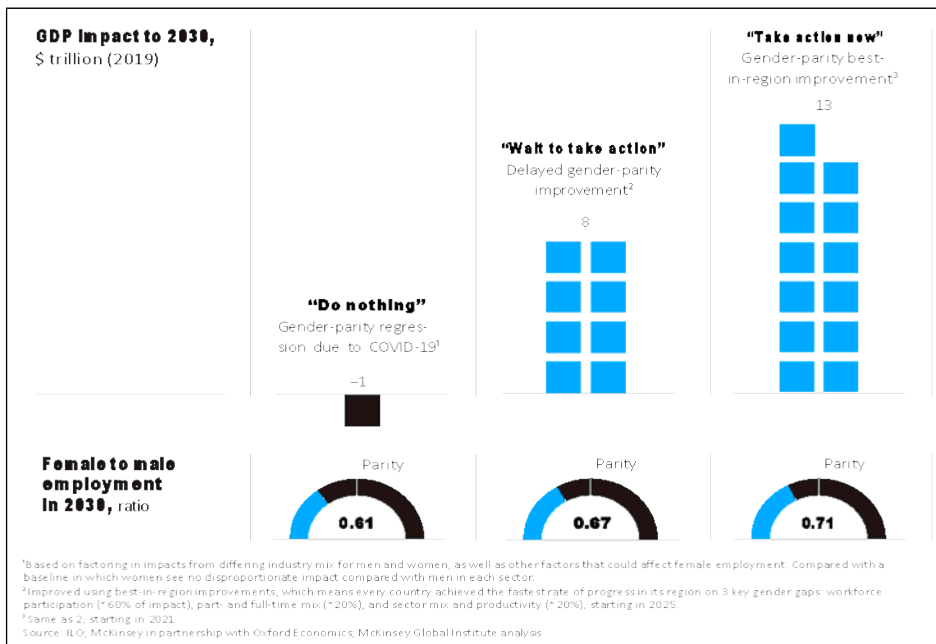 GDP impact to 2030,
$ trillion (2019)
"Take action now"
Gender-parity best-
in-region improvement³
13
"Wait to take action"
Delayed gender-parity
improvement²
8
"Do nothing"
Gender-parity regres-
sion due to COVID-19¹
–1
Female to male
employment
in 2030, ratio
Parity
0.61
Parity
0.67
Parity
0.71
¹Based on factoring in impacts from differing industry mix for men and women, as well as other factors that could affect female employment. Compared with a
baseline in which women see no disproportionate impact compared with men in each sector.
²Improved using best-in-region improvements, which means every country achieved the fastest rate of progress in its region on 3 key gender gaps: workforce
participation (~60% of impact), part- and full-time mix (~20%), and sector mix and productivity (~20%), starting in 2025.
³Same as 2, starting in 2021
Source: ILO; McKinsey in partnership with Oxford Economics; McKinsey Global Institute analysis